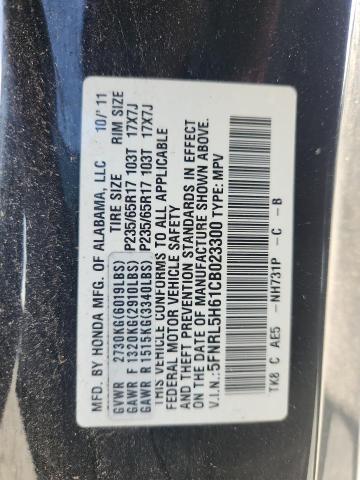 MFD. BY HONDA MFG. OF ALABAMA, LLC 10/'11
TIRE SIZE RIM SIZE
GVWR 2730KG(6019LBS)
GAWR F 1320KG(2910LBS) P235/65R17 103T 17X7J
GAWR R 1515KG(3340LBS) P235/65R17 103T 17X7J
THIS VEHICLE CONFORMS TO ALL APPLICABLE
FEDERAL MOTOR VEHICLE SAFETY
AND THEFT PREVENTION STANDARDS IN EFFECT
ON THE DATE OF MANUFACTURE SHOWN ABOVE.
V.I.N.:5FNRL5H61CB023300 TYPE: MPV
TK8 C AE5- NH731P -C -B